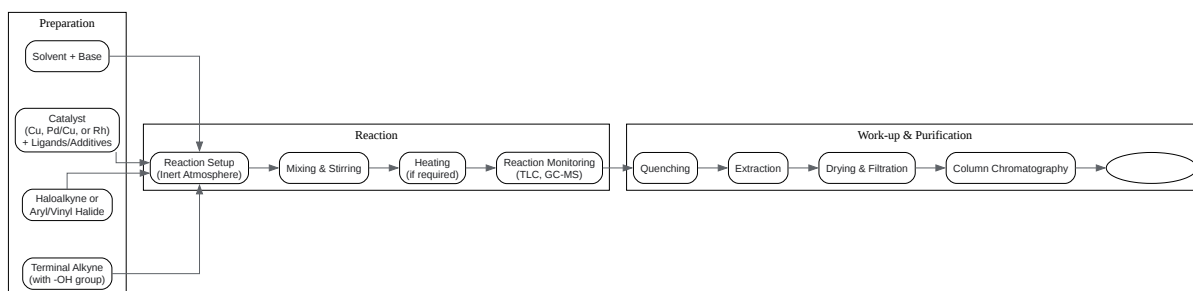 Preparation
Solvent + Base
Catalyst
(Cu, Pd/Cu, or Rh)
+ Ligands/Additives
Haloalkyne or
Aryl/Vinyl Halide
Terminal Alkyne
(with -OH group)
Reaction
Reaction Setup
(Inert Atmosphere)
Mixing & Stirring
Heating
(if required)
Reaction Monitoring
(TLC, GC-MS)
Work-up & Purification
Quenching
Extraction
Drying & Filtration
Column Chromatography